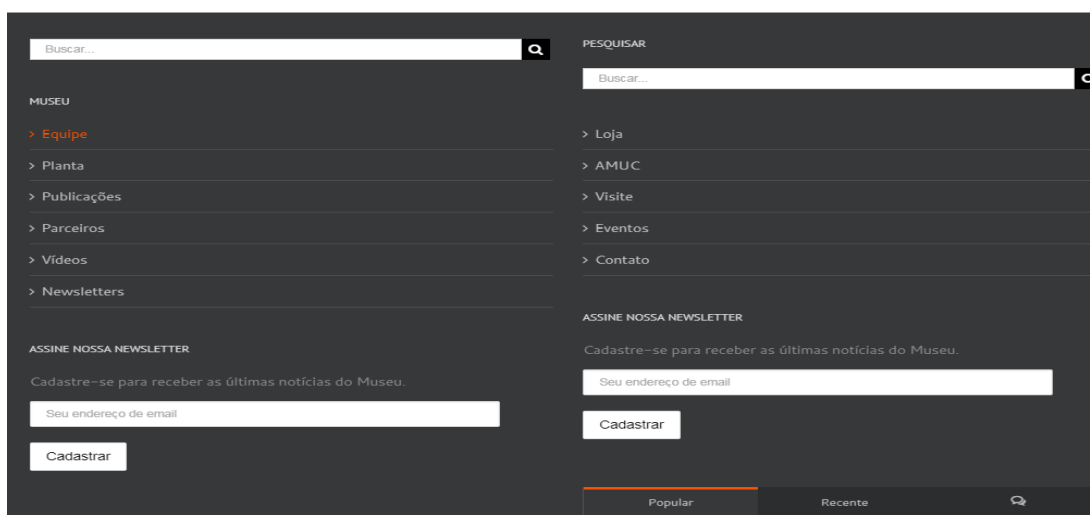 Buscar...
MUSEU
> Equipe
> Planta
> Publicações
> Parceiros
> Vídeos
> Newsletters
ASSINE NOSSA NEWSLETTER
Cadastre-se para receber as últimas notícias do Museu.
Seu endereço de email
Cadastrar
PESQUISAR
Buscar...
> Loja
> AMUC
> Visite
> Eventos
> Contato
ASSINE NOSSA NEWSLETTER
Cadastre-se para receber as últimas notícias do Museu.
Seu endereço de email
Cadastrar
Popular
Recente